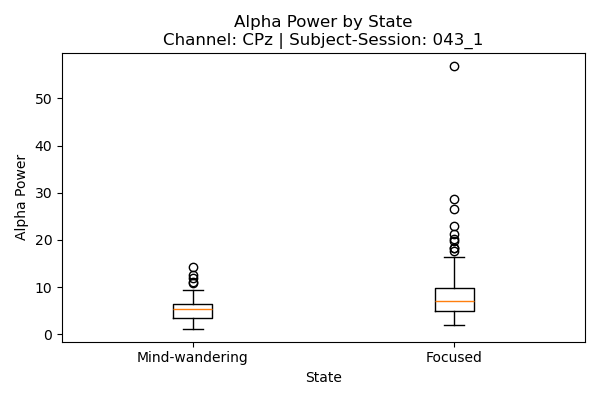 Alpha Power by State
Channel: CPz | Subject-Session: 043_1
Alpha Power
50
40
30
20
10
0
Mind-wandering
Focused
State